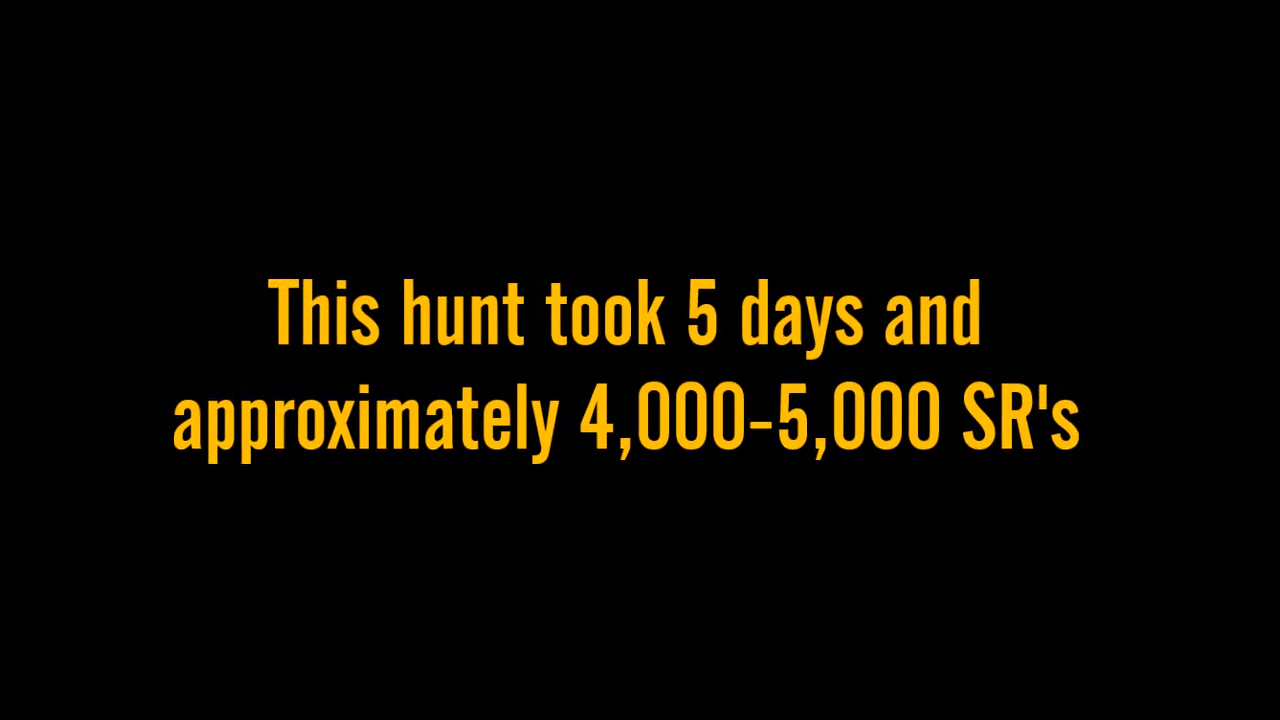 This hunt took 5 days and
approximately 4,000-5,000 SR's